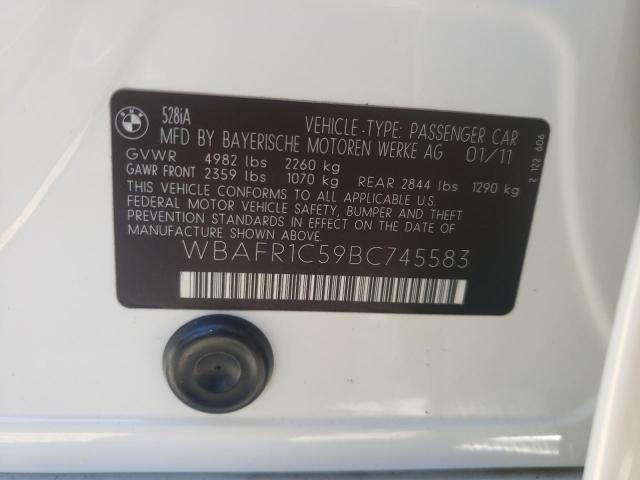 BMW
528iA
VEHICLE-TYPE: PASSENGER CAR
MFD BY BAYERISCHE MOTOREN WERKE AG 01/11
GVWR 4982 lbs 2260 kg
GAWR FRONT 2359 lbs 1070 kg REAR 2844 lbs 1290 kg
THIS VEHICLE CONFORMS TO ALL APPLICABLE U.S.
FEDERAL MOTOR VEHICLE SAFETY, BUMPER AND THEFT
PREVENTION STANDARDS IN EFFECT ON THE DATE OF
MANUFACTURE SHOWN ABOVE.
WBAFR1C59BC745583
2 122 606